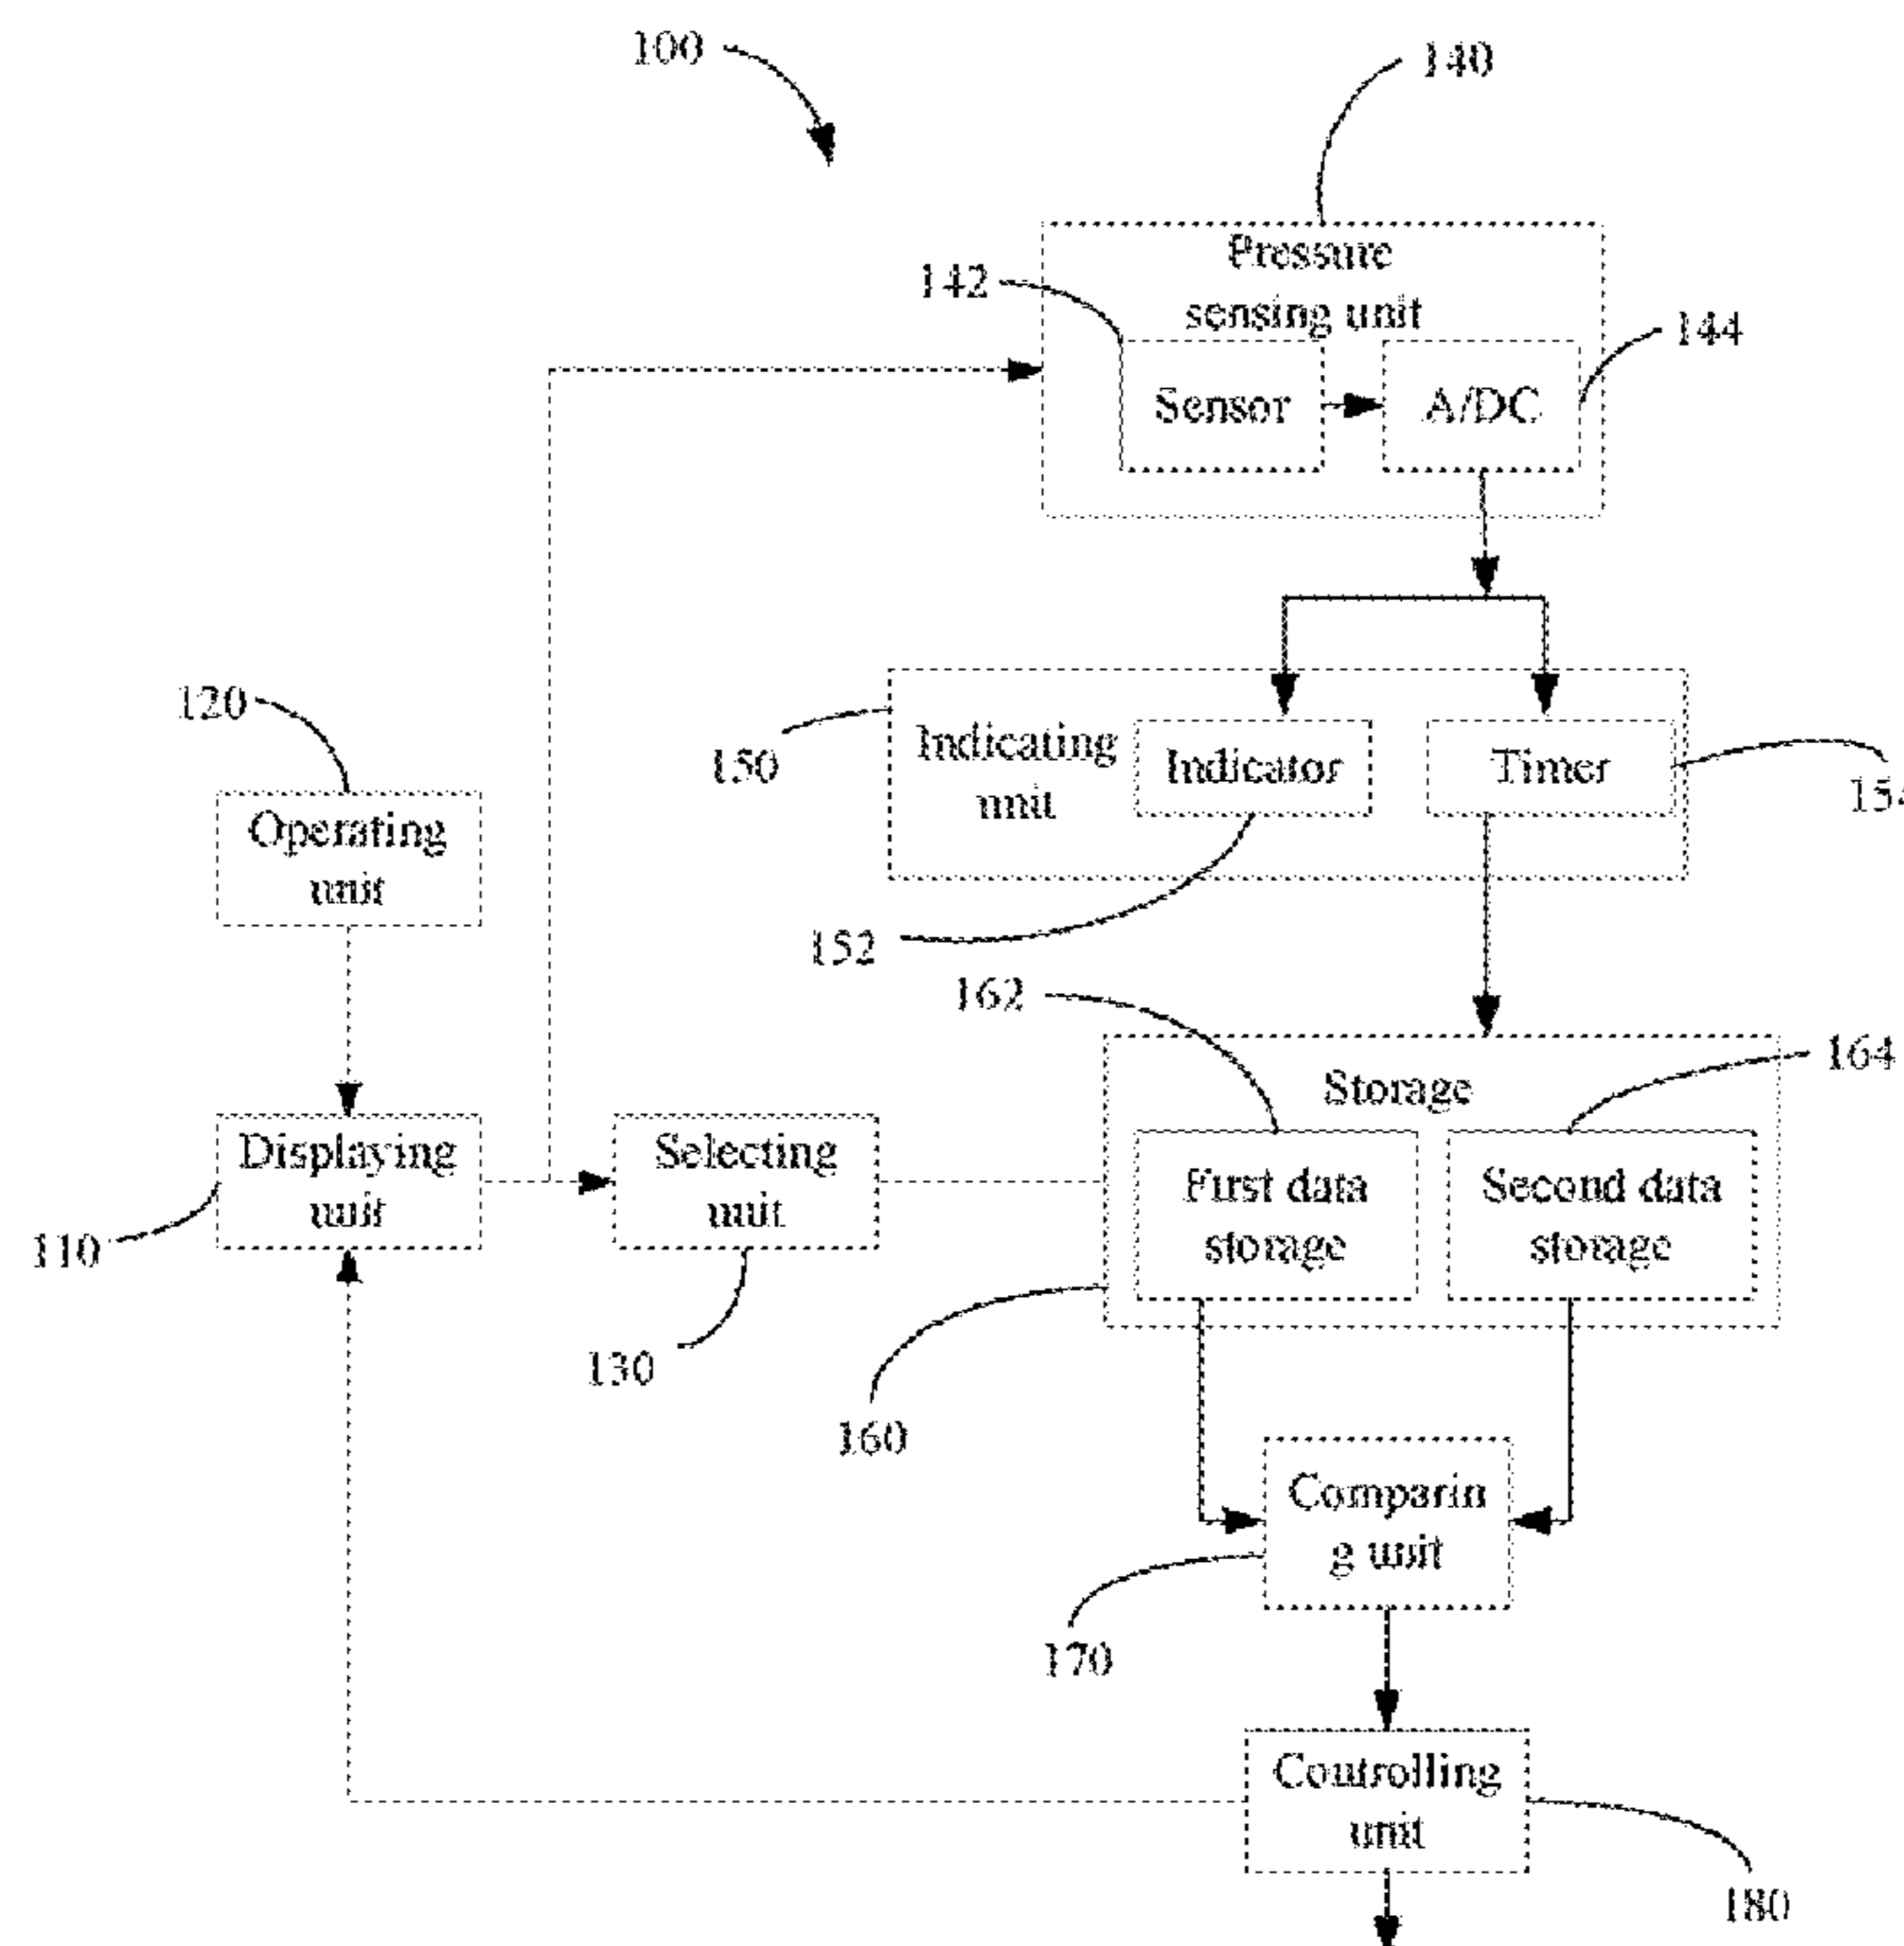 100
140
Pressure
sensing unit
142
144
Sensor
A/DC
120
150
Indicating
unit
Indicator
Timer
Operating
unit
152
162
164
Storage
Displaying
unit
Selecting
unit
First data
storage
Second data
storage
110
130
160
Comparin
g unit
170
Controlling
unit
180